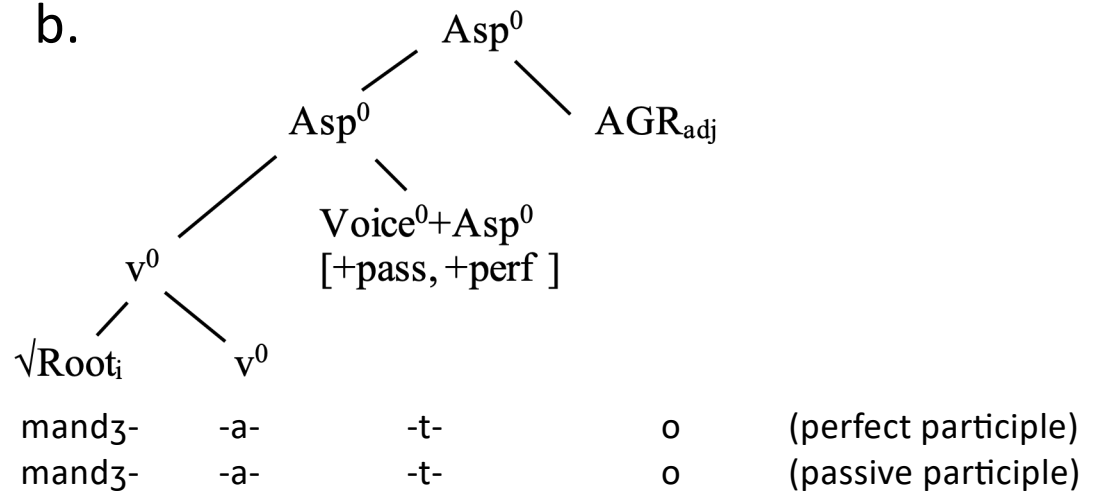 b.
Asp⁰
Asp⁰ AGRadj
Voice⁰+Asp⁰
[+pass, +perf ]
v⁰
√Rooti v⁰
mandʒ- -a- -t- o (perfect participle)
mandʒ- -a- -t- o (passive participle)